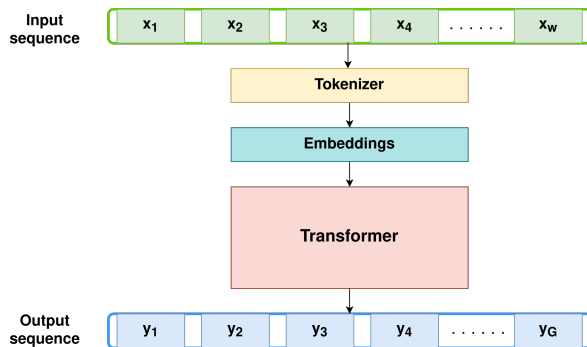 Input
sequence
x1 x2 x3 x4 . . . . . . xw
Tokenizer
Embeddings
Transformer
Output
sequence
y1 y2 y3 y4 . . . . . . yG